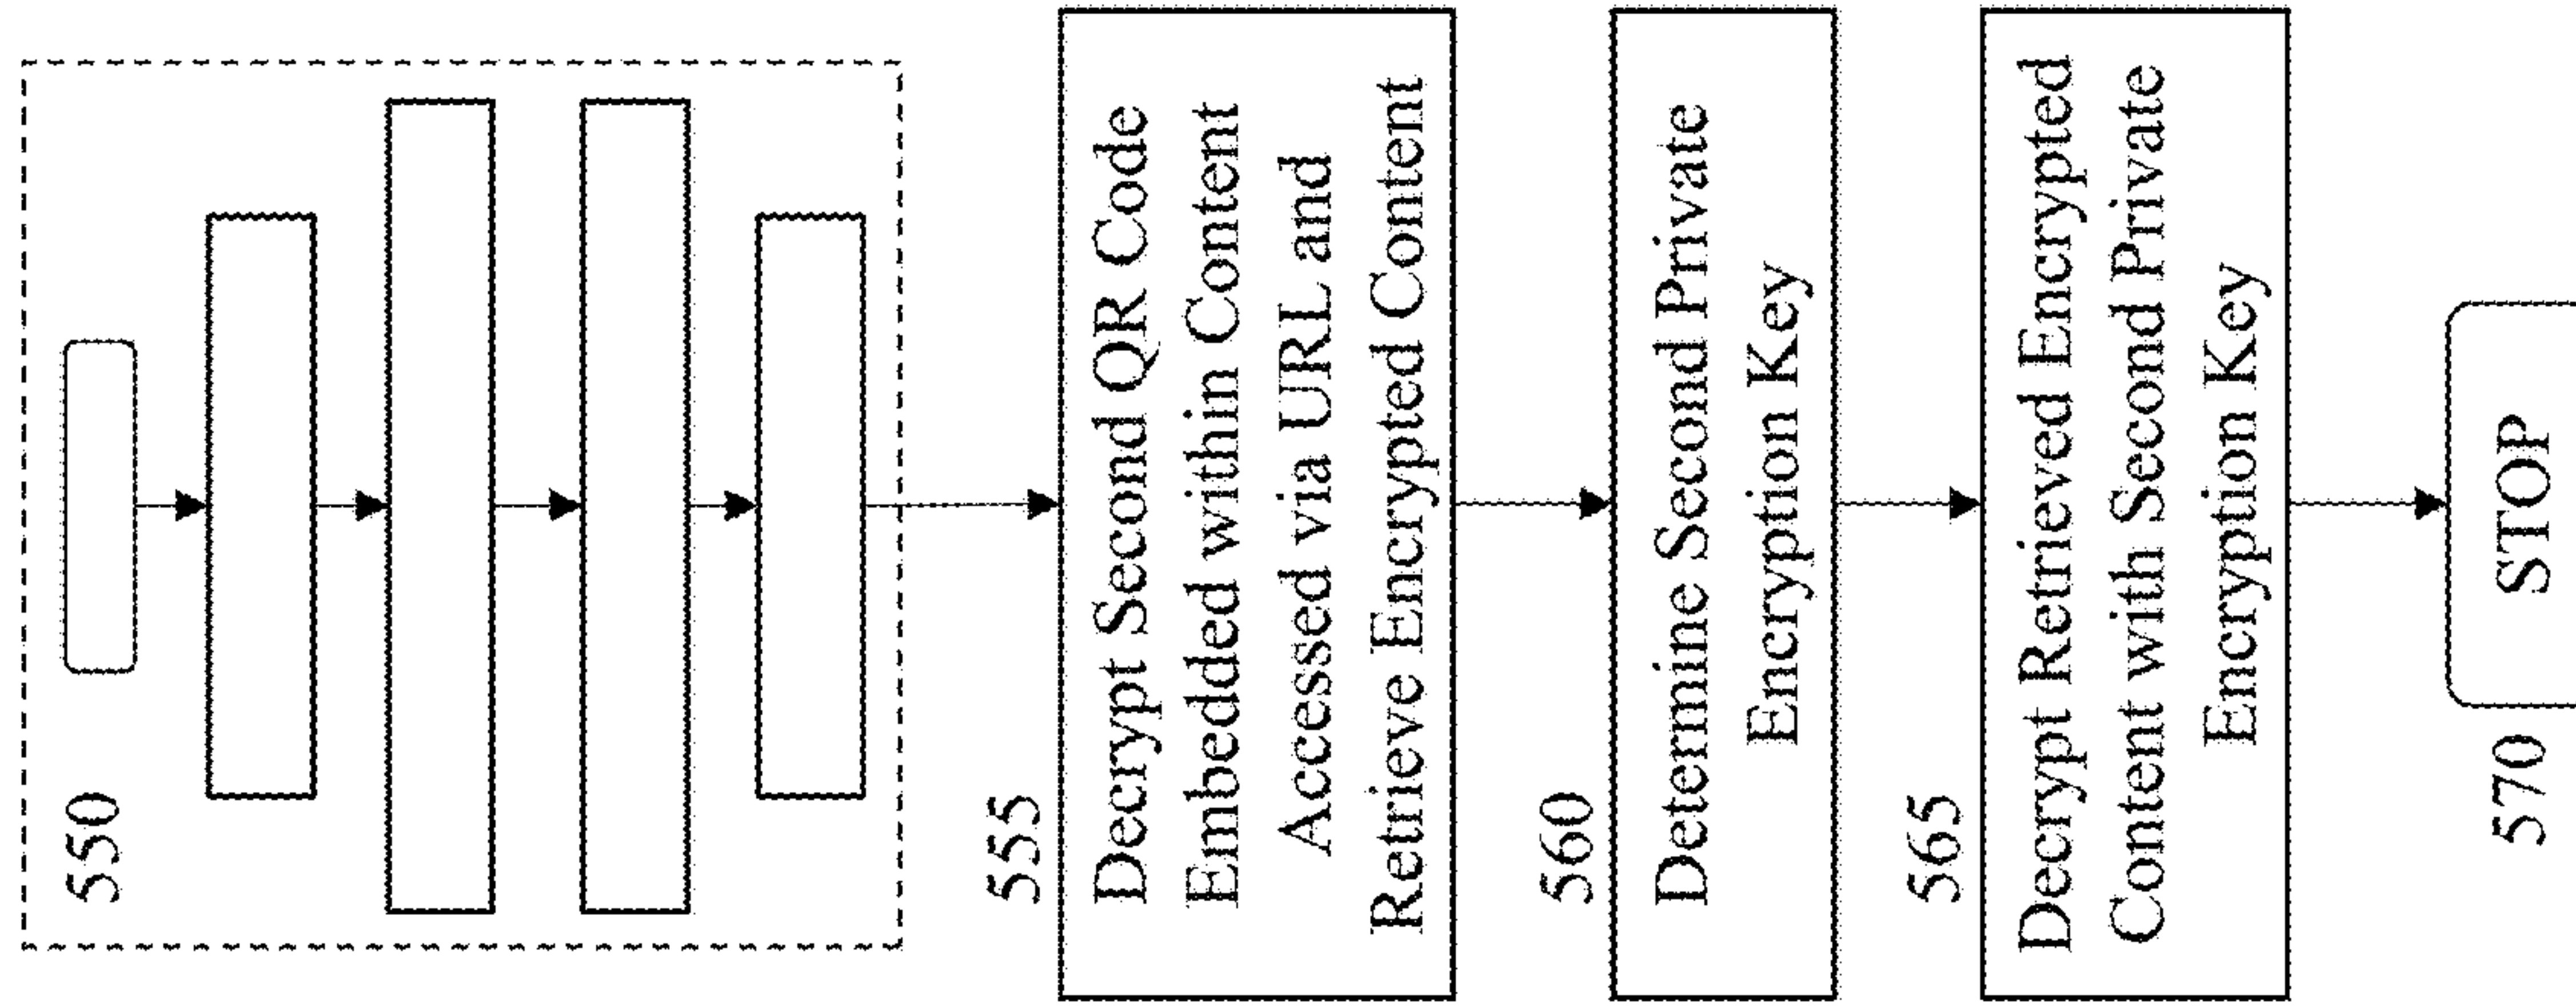 550
555
Decrypt Second QR Code
Embedded within Content
Accessed via URL and
Retrieve Encrypted Content
560
Determine Second Private
Encryption Key
565
Decrypt Retrieved Encrypted
Content with Second Private
Encryption Key
570
STOP